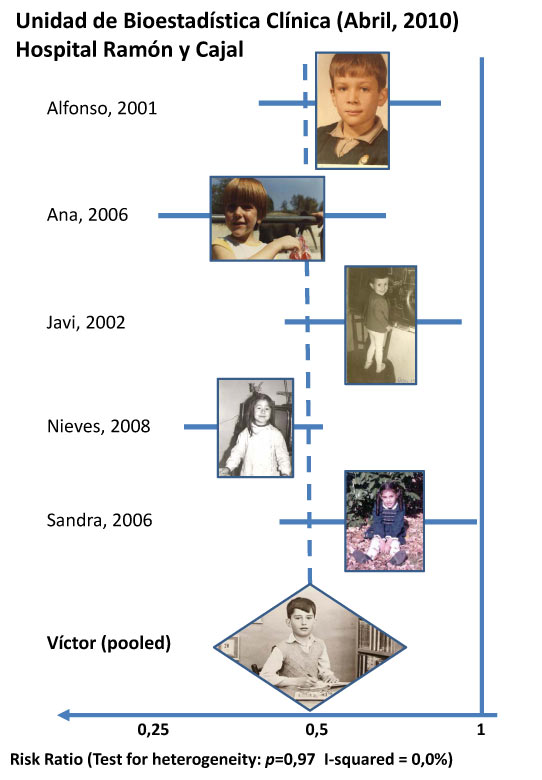 Unidad de Bioestadística Clínica (Abril, 2010)
Hospital Ramón y Cajal
Alfonso, 2001
Ana, 2006
Javi, 2002
Nieves, 2008
Sandra, 2006
Víctor (pooled)
0,25 0,5 1
Risk Ratio (Test for heterogeneity: p=0,97 I-squared = 0,0%)